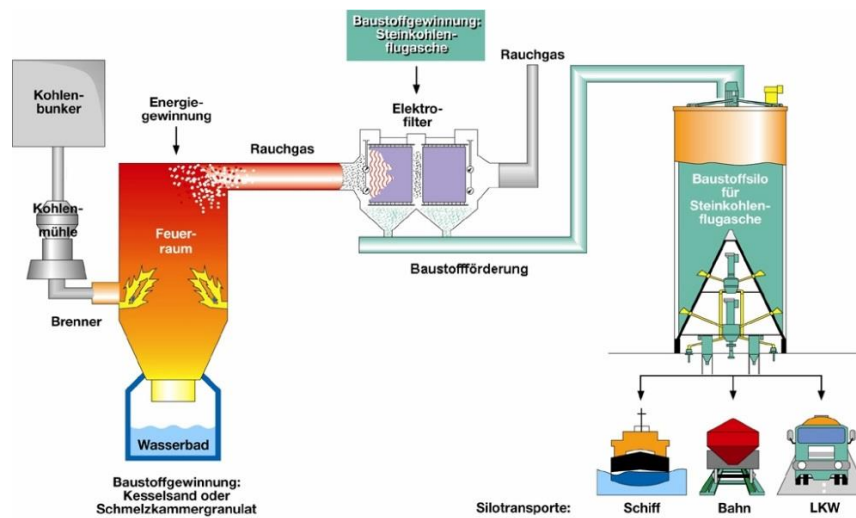 Baustoffgewinnung:
Steinkohlen-
flugasche
Rauchgas
Kohlen-
bunker
Energie-
gewinnung
Elektro-
filter
Rauchgas
Baustoffsilo
für
Steinkohlen-
flugasche
Kohlen-
mühle
Feuer-
raum
Baustoffförderung
Brenner
Wasserbad
Baustoffgewinnung:
Kesselsand oder
Schmelzkammergranulat
Silotransporte:
Schiff
Bahn
LKW